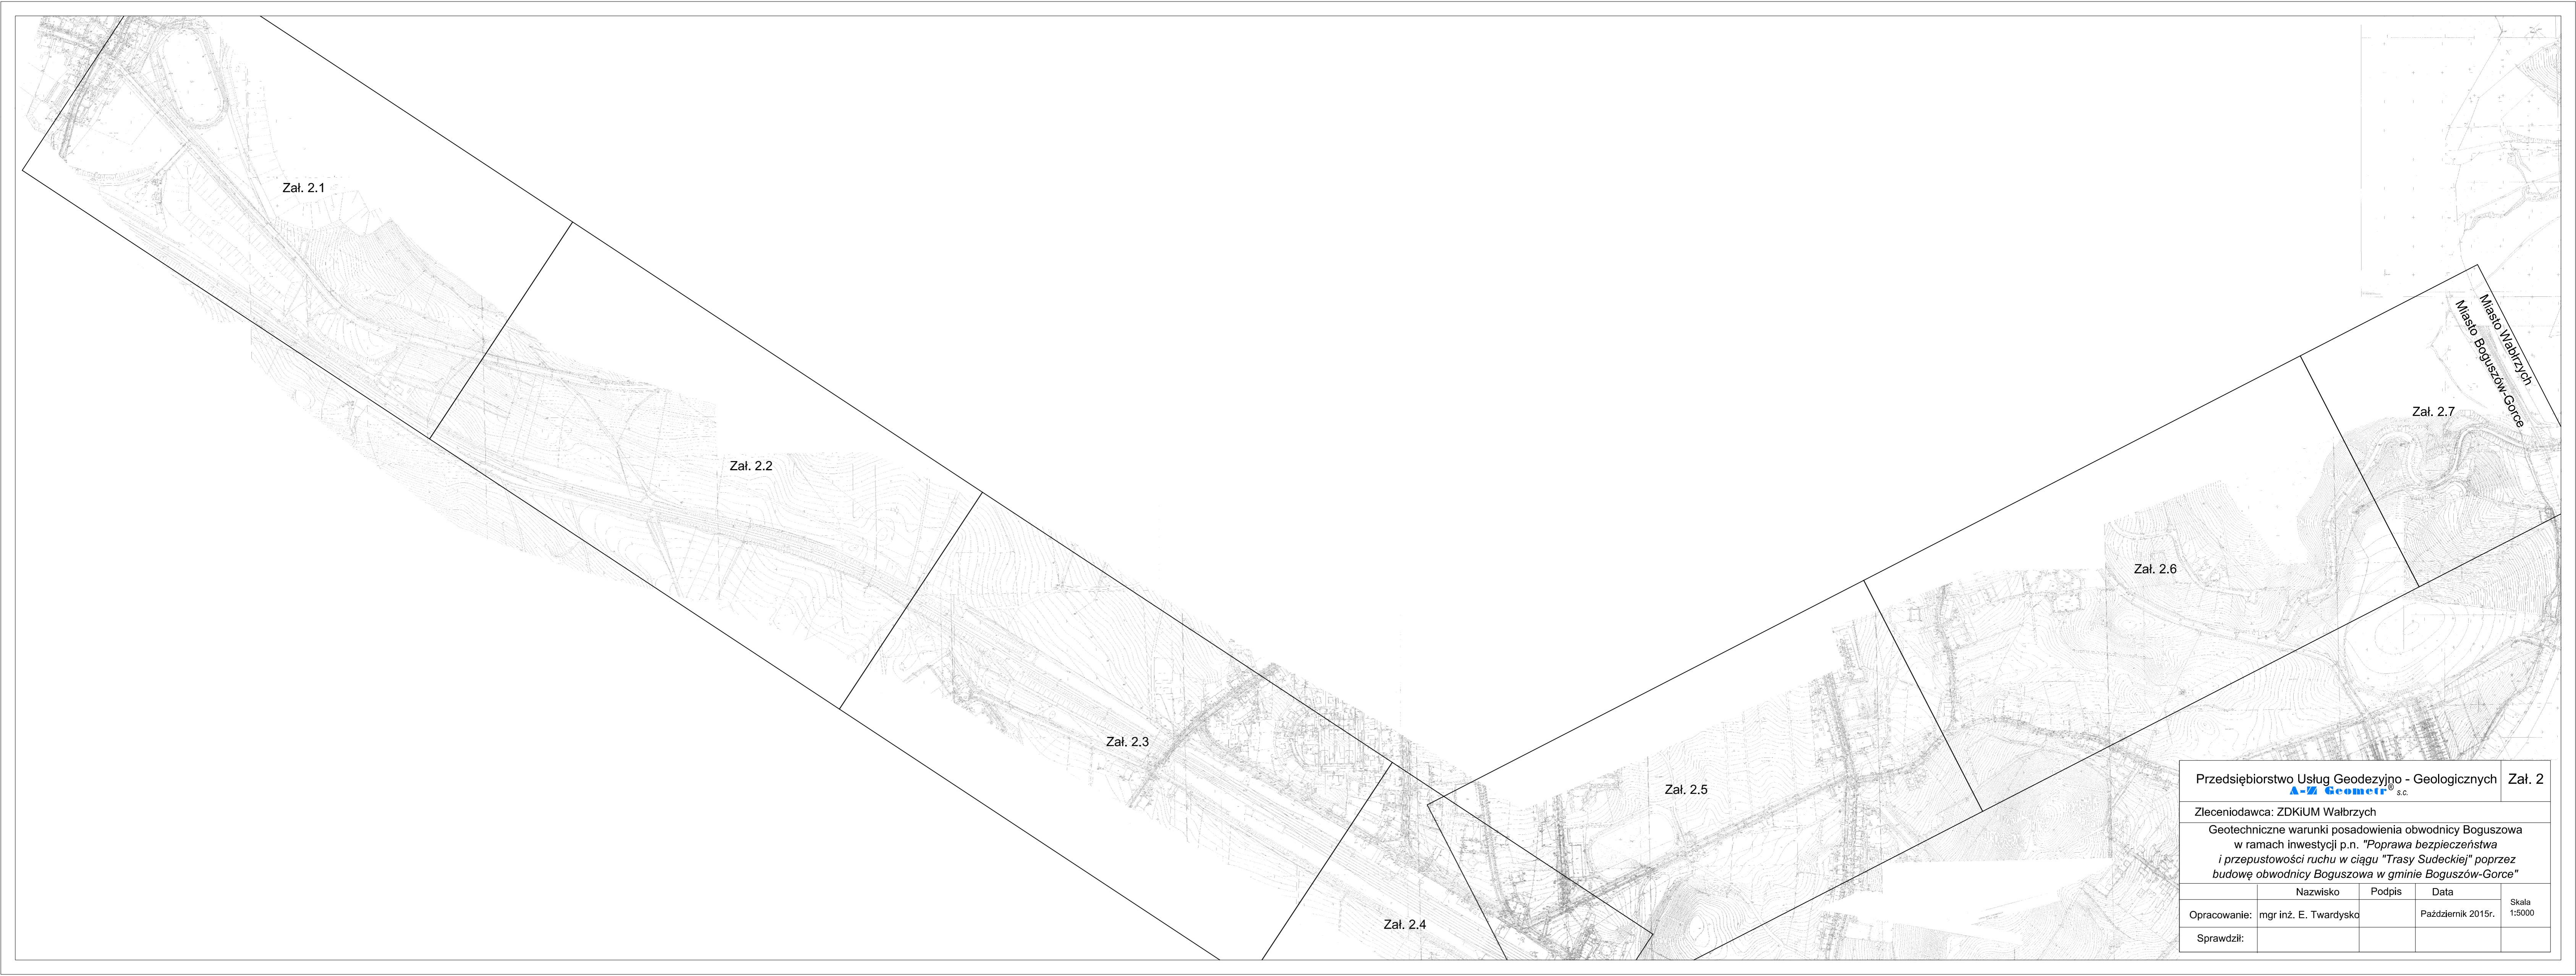 Zał. 2.1
Zał. 2.2
Zał. 2.3
Zał. 2.4
Zał. 2.5
Zał. 2.6
Zał. 2.7
Miasto Wablrzych
Miasto Boguszów-Gorce
Przedsiębiorstwo Usług Geodezyjno - Geologicznych
A-Z Geometr® s.c.
Zał. 2
Zleceniodawca: ZDKiUM Wałbrzych
Geotechniczne warunki posadowienia obwodnicy Boguszowa
w ramach inwestycji p.n. "Poprawa bezpieczeństwa
i przepustowości ruchu w ciągu "Trasy Sudeckiej" poprzez
budowę obwodnicy Boguszowa w gminie Boguszów-Gorce"
Nazwisko Podpis Data
Skala
1:5000
Opracowanie: mgr inż. E. Twardysko Październik 2015r.
Sprawdził: